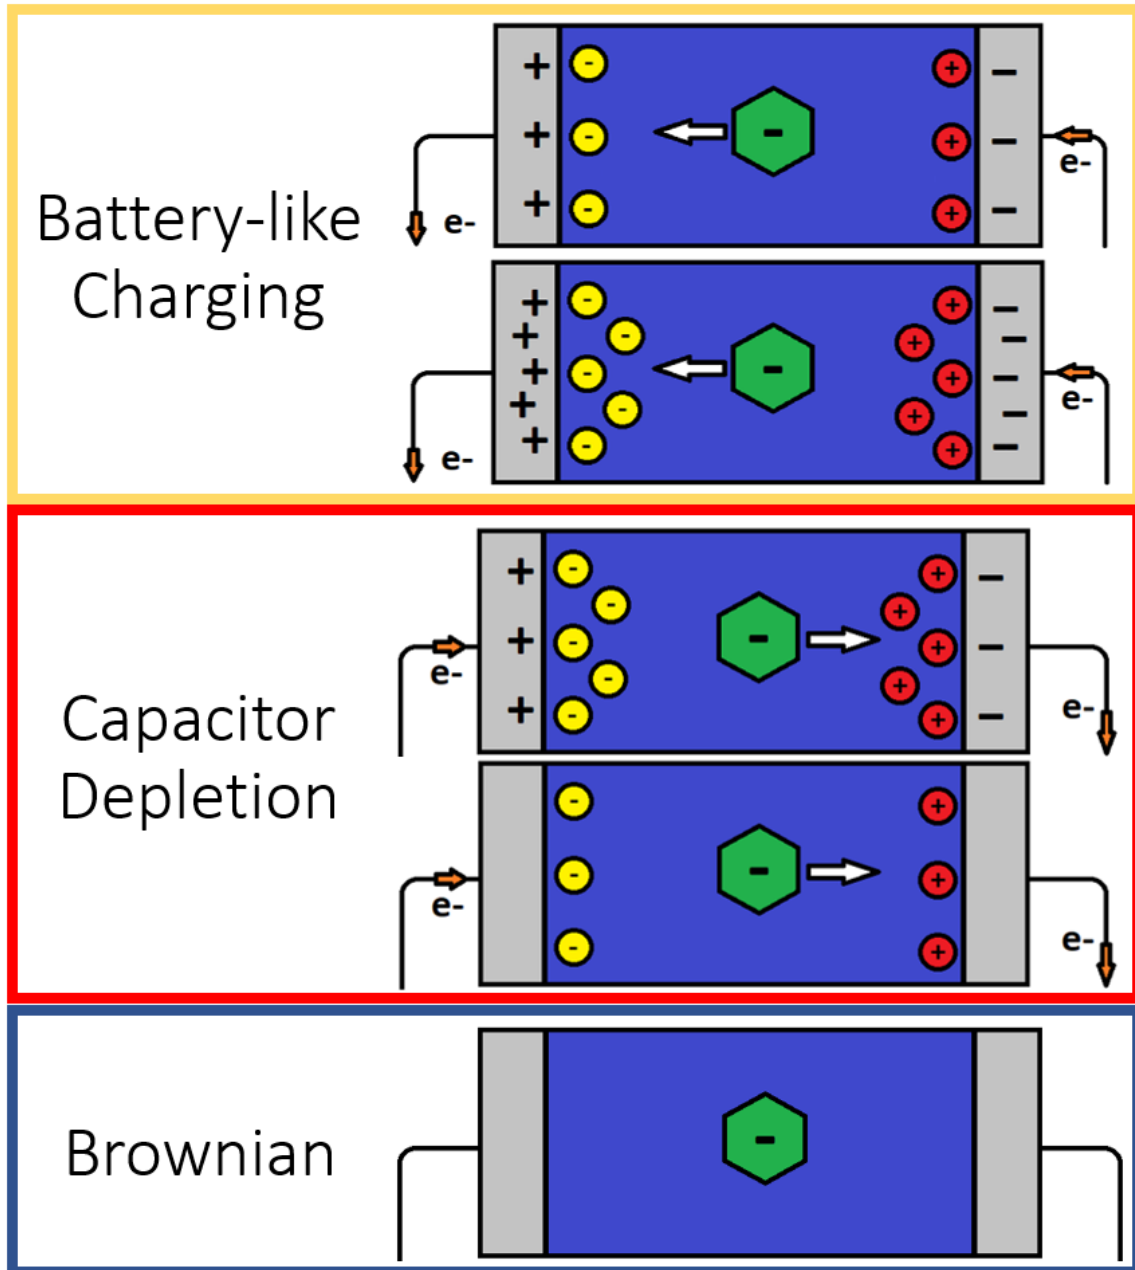 + - - + -
+ - + -
+ - + -
e- e-
Battery-like
Charging
+ - + -
+ - + -
+ - - + -
+ - + -
+ - + -
e- e-
+ - + -
- +
+ - - + -
- +
+ - + -
e- e-
Capacitor
Depletion
- +
- - +
- +
e- e-
Brownian
-